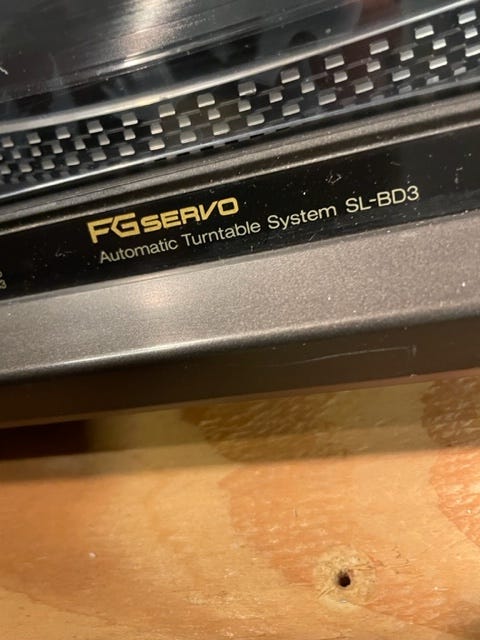 FG SERVO
Automatic Turntable System SL-BD3